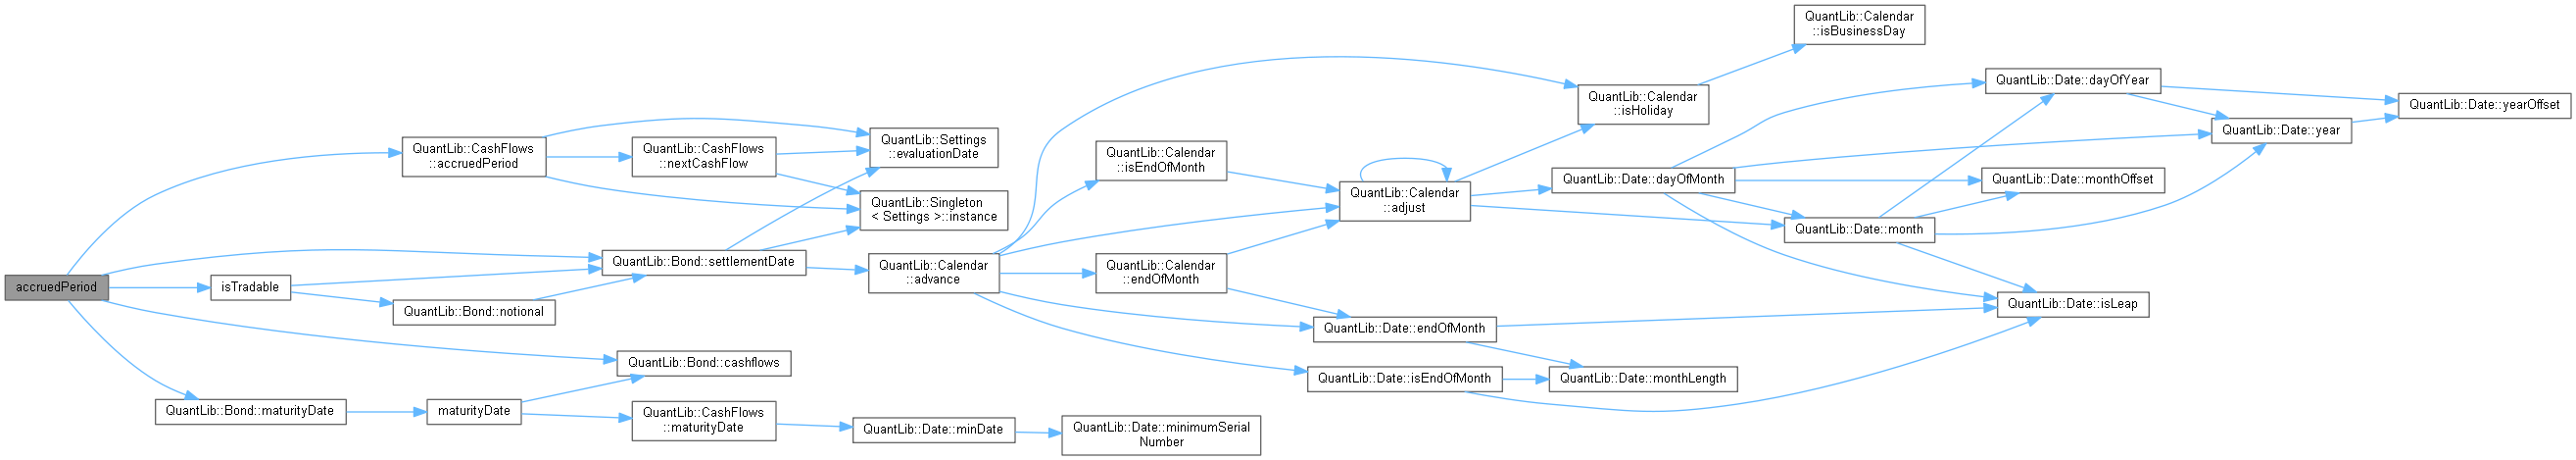 accruedPeriod
QuantLib::CashFlows
::accruedPeriod
isTradable
QuantLib::Bond::maturityDate
QuantLib::Bond::notional
maturityDate
QuantLib::CashFlows
::nextCashFlow
QuantLib::Bond::settlementDate
QuantLib::Bond::cashflows
QuantLib::CashFlows
::maturityDate
QuantLib::Settings
::evaluationDate
QuantLib::Singleton
< Settings >::instance
QuantLib::Calendar
::advance
QuantLib::Date::minDate
QuantLib::Calendar
::isEndOfMonth
QuantLib::Calendar
::endOfMonth
QuantLib::Date::minimumSerial
Number
QuantLib::Calendar
::adjust
QuantLib::Date::endOfMonth
QuantLib::Date::isEndOfMonth
QuantLib::Calendar
::isHoliday
QuantLib::Date::dayOfMonth
QuantLib::Date::monthLength
QuantLib::Calendar
::isBusinessDay
QuantLib::Date::month
QuantLib::Date::dayOfYear
QuantLib::Date::monthOffset
QuantLib::Date::isLeap
QuantLib::Date::year
QuantLib::Date::yearOffset